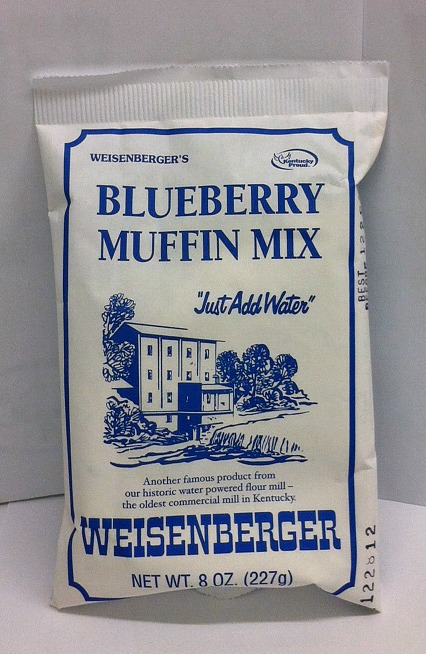 WEISENBERGER'S
Kentucky
Proud
BLUEBERRY
MUFFIN MIX
"Just Add Water"
Another famous product from
our historic water powered flour mill –
the oldest commercial mill in Kentucky.
WEISENBERGER
NET WT. 8 OZ. (227g)
BEST
122812